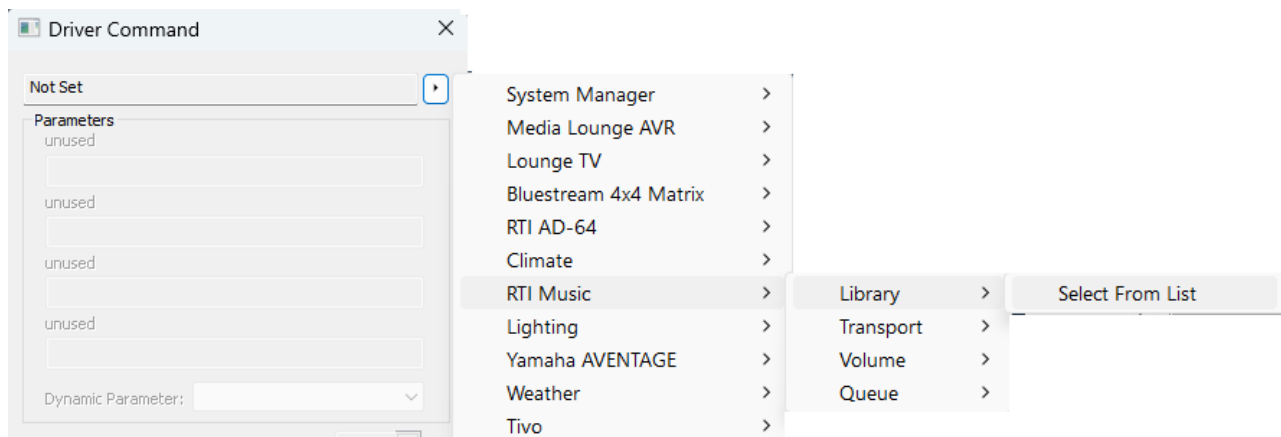 Driver Command
Not Set
Parameters
unused
unused
unused
unused
Dynamic Parameter:
System Manager
Media Lounge AVR
Lounge TV
Bluestream 4x4 Matrix
RTI AD-64
Climate
RTI Music
Lighting
Yamaha AVENTAGE
Weather
Tivo
Library
Transport
Volume
Queue
Select From List